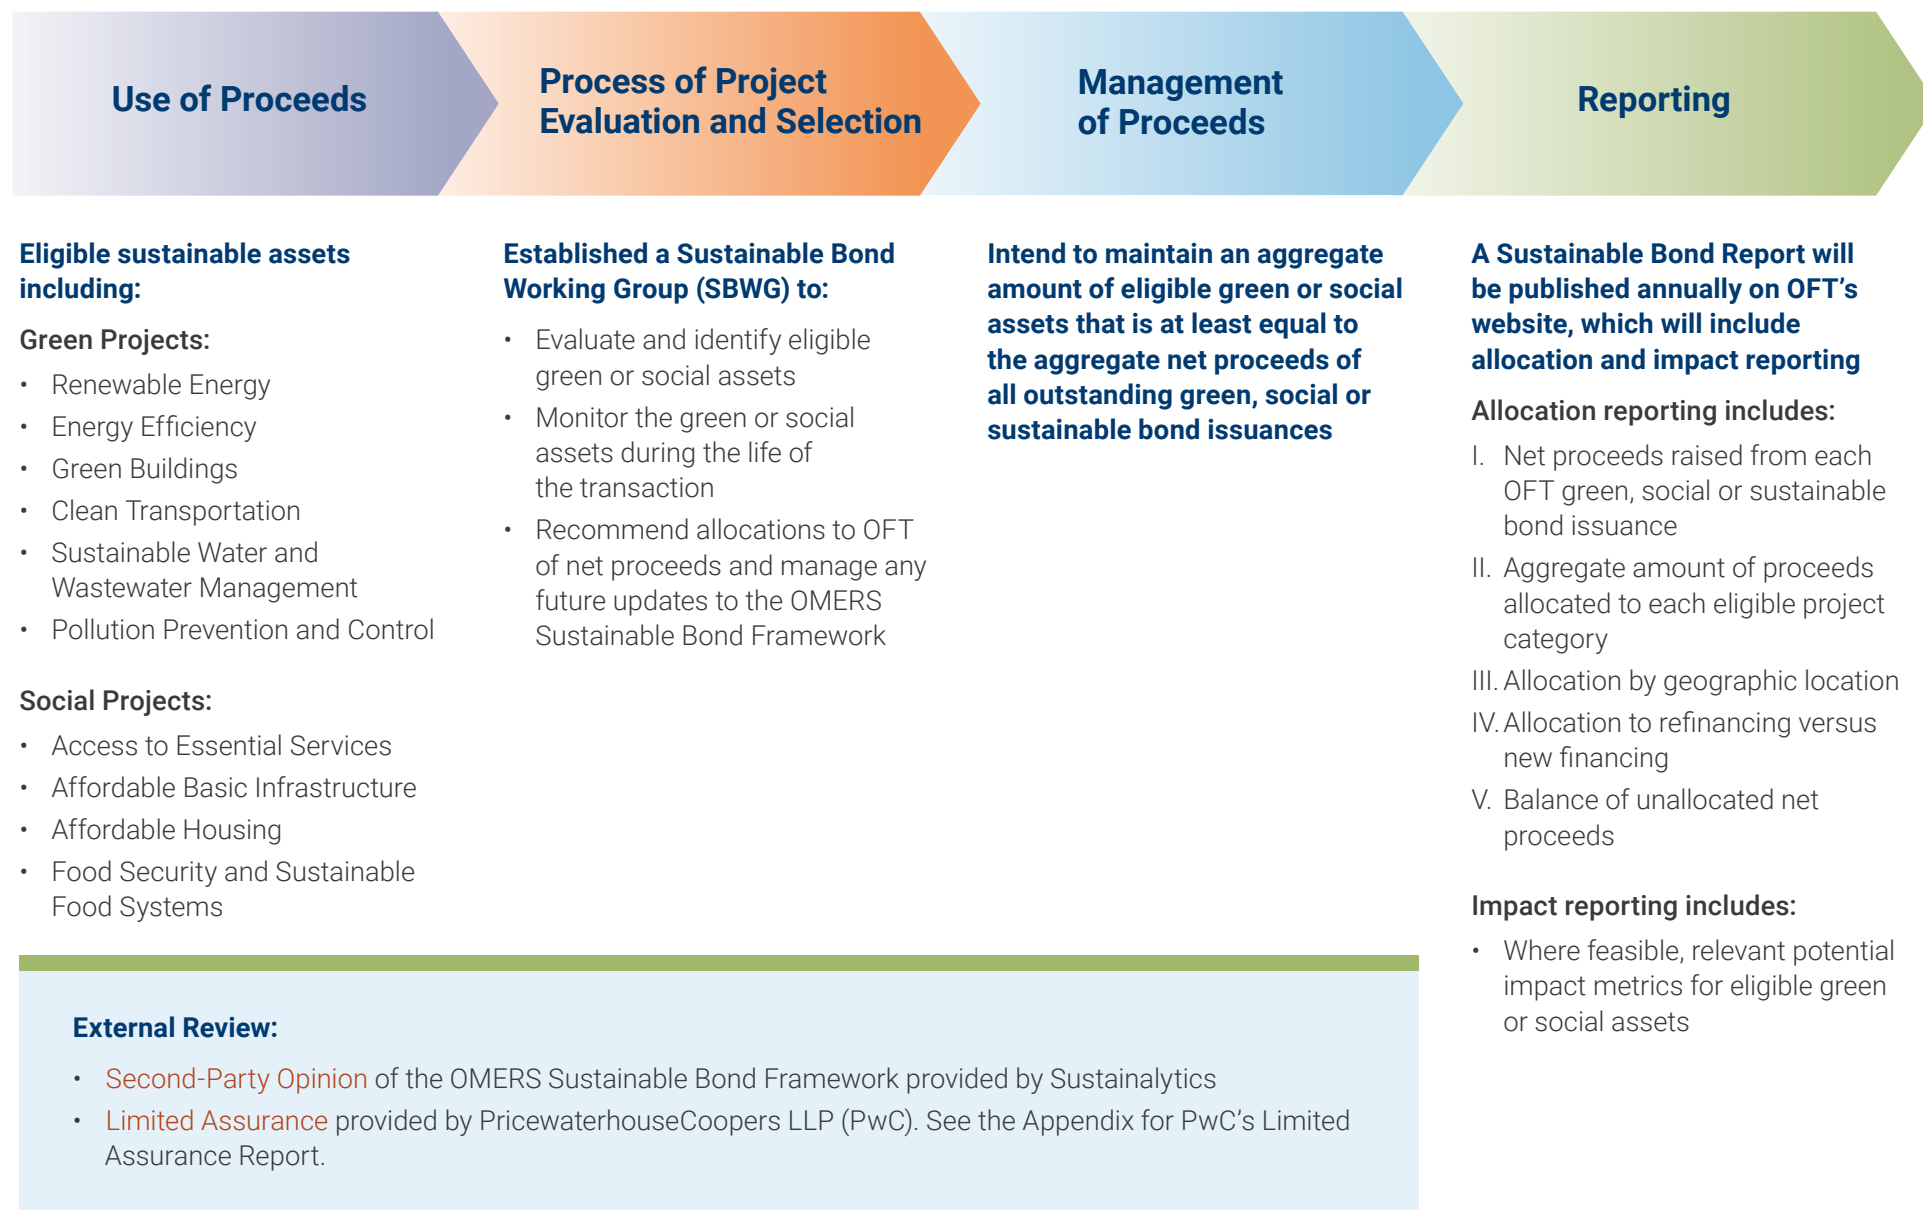 Use of Proceeds
Process of Project
Evaluation and Selection
Management
of Proceeds
Reporting
Eligible sustainable assets
including:
Green Projects:
• Renewable Energy
• Energy Efficiency
• Green Buildings
• Clean Transportation
• Sustainable Water and
Wastewater Management
• Pollution Prevention and Control
Social Projects:
• Access to Essential Services
• Affordable Basic Infrastructure
• Affordable Housing
• Food Security and Sustainable
Food Systems
Established a Sustainable Bond
Working Group (SBWG) to:
• Evaluate and identify eligible
green or social assets
• Monitor the green or social
assets during the life of
the transaction
• Recommend allocations to OFT
of net proceeds and manage any
future updates to the OMERS
Sustainable Bond Framework
Intend to maintain an aggregate
amount of eligible green or social
assets that is at least equal to
the aggregate net proceeds of
all outstanding green, social or
sustainable bond issuances
A Sustainable Bond Report will
be published annually on OFT’s
website, which will include
allocation and impact reporting
Allocation reporting includes:
I. Net proceeds raised from each
OFT green, social or sustainable
bond issuance
II. Aggregate amount of proceeds
allocated to each eligible project
category
III. Allocation by geographic location
IV. Allocation to refinancing versus
new financing
V. Balance of unallocated net
proceeds
Impact reporting includes:
• Where feasible, relevant potential
impact metrics for eligible green
or social assets
External Review:
• Second-Party Opinion of the OMERS Sustainable Bond Framework provided by Sustainalytics
• Limited Assurance provided by PricewaterhouseCoopers LLP (PwC). See the Appendix for PwC’s Limited
Assurance Report.